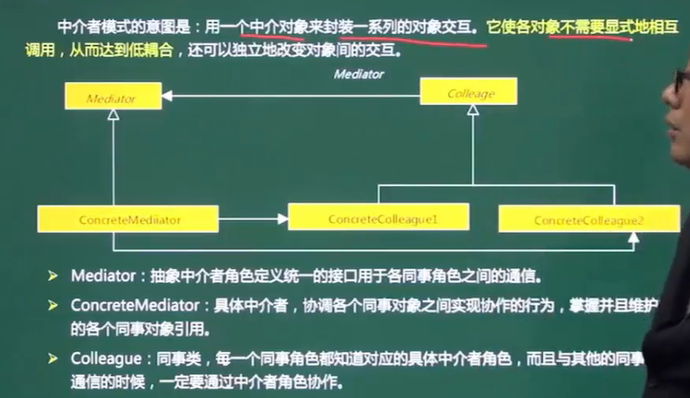 中介者模式的意图是：用一个中介对象来封装一系列的对象交互。它使各对象不需要显式地相互
调用，从而达到低耦合，还可以独立地改变对象间的交互。
Mediator
Mediator
Colleage
ConcreteMediiator
ConcreteColleague1
ConcreteColleague2
➢ Mediator：抽象中介者角色定义统一的接口用于各同事角色之间的通信。
➢ ConcreteMediator：具体中介者，协调各个同事对象之间实现协作的行为，掌握并且维护
的各个同事对象引用。
➢ Colleague：同事类，每一个同事角色都知道对应的具体中介者角色，而且与其他的同事
通信的时候，一定要通过中介者角色协作。